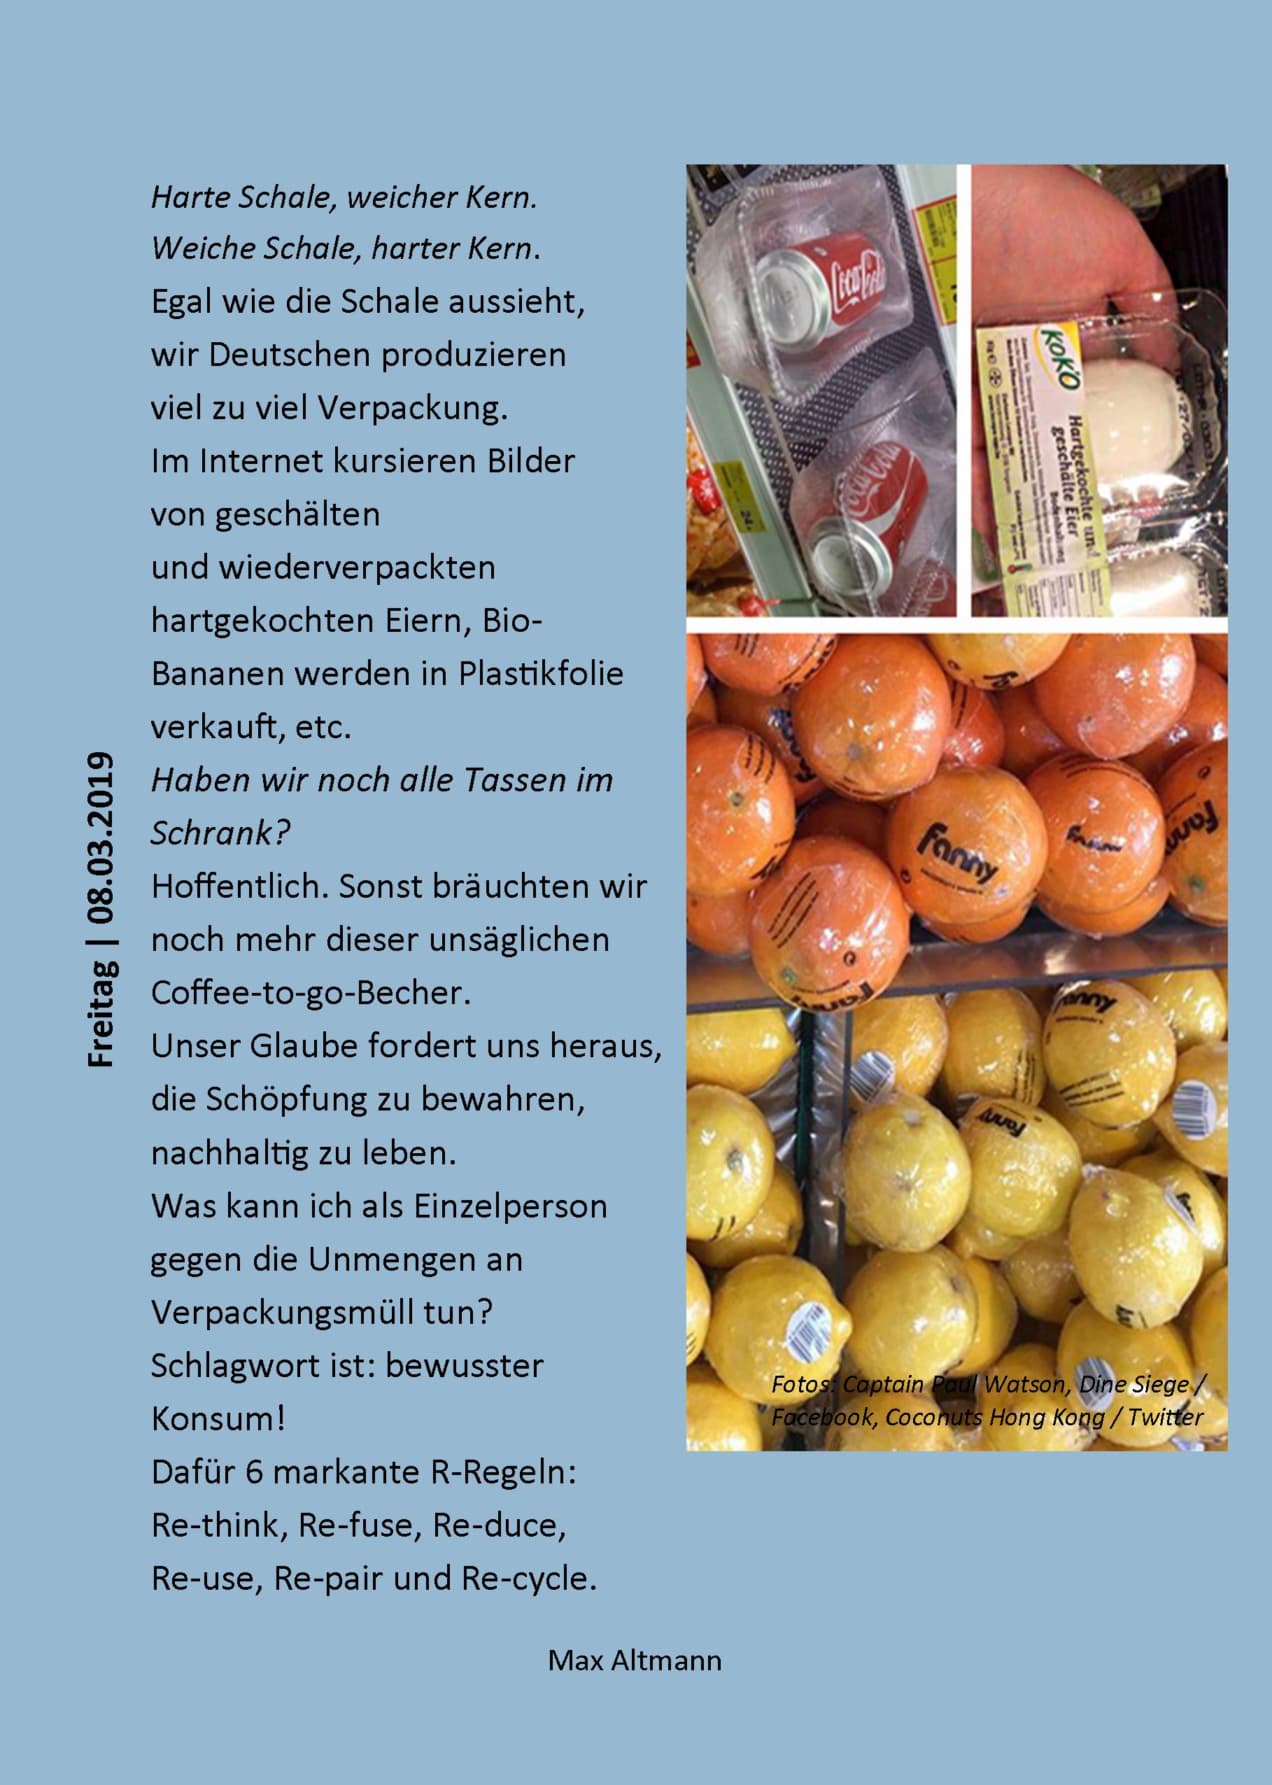 Harte Schale, weicher Kern.
Weiche Schale, harter Kern.
Egal wie die Schale aussieht,
wir Deutschen produzieren
viel zu viel Verpackung.
Im Internet kursieren Bilder
von geschälten
und wiederverpackten
hartgekochten Eiern, Bio-
Bananen werden in Plastikfolie
verkauft, etc.
Haben wir noch alle Tassen im
Schrank?
Hoffentlich. Sonst bräuchten wir
noch mehr dieser unsäglichen
Coffee-to-go-Becher.
Unser Glaube fordert uns heraus,
die Schöpfung zu bewahren,
nachhaltig zu leben.
Was kann ich als Einzelperson
gegen die Unmengen an
Verpackungsmüll tun?
Schlagwort ist: bewusster
Konsum!
Dafür 6 markante R-Regeln:
Re-think, Re-fuse, Re-duce,
Re-use, Re-pair und Re-cycle.
Max Altmann
Freitag | 08.03.2019
Coca-Cola
Coca-Cola
KOKO
Hartgekochte und
geschälte Eier
Bodenhaltung
fanny
fanny
fanny
fanny
fanny
Fotos: Captain Paul Watson, Dine Siege /
Facebook, Coconuts Hong Kong / Twitter